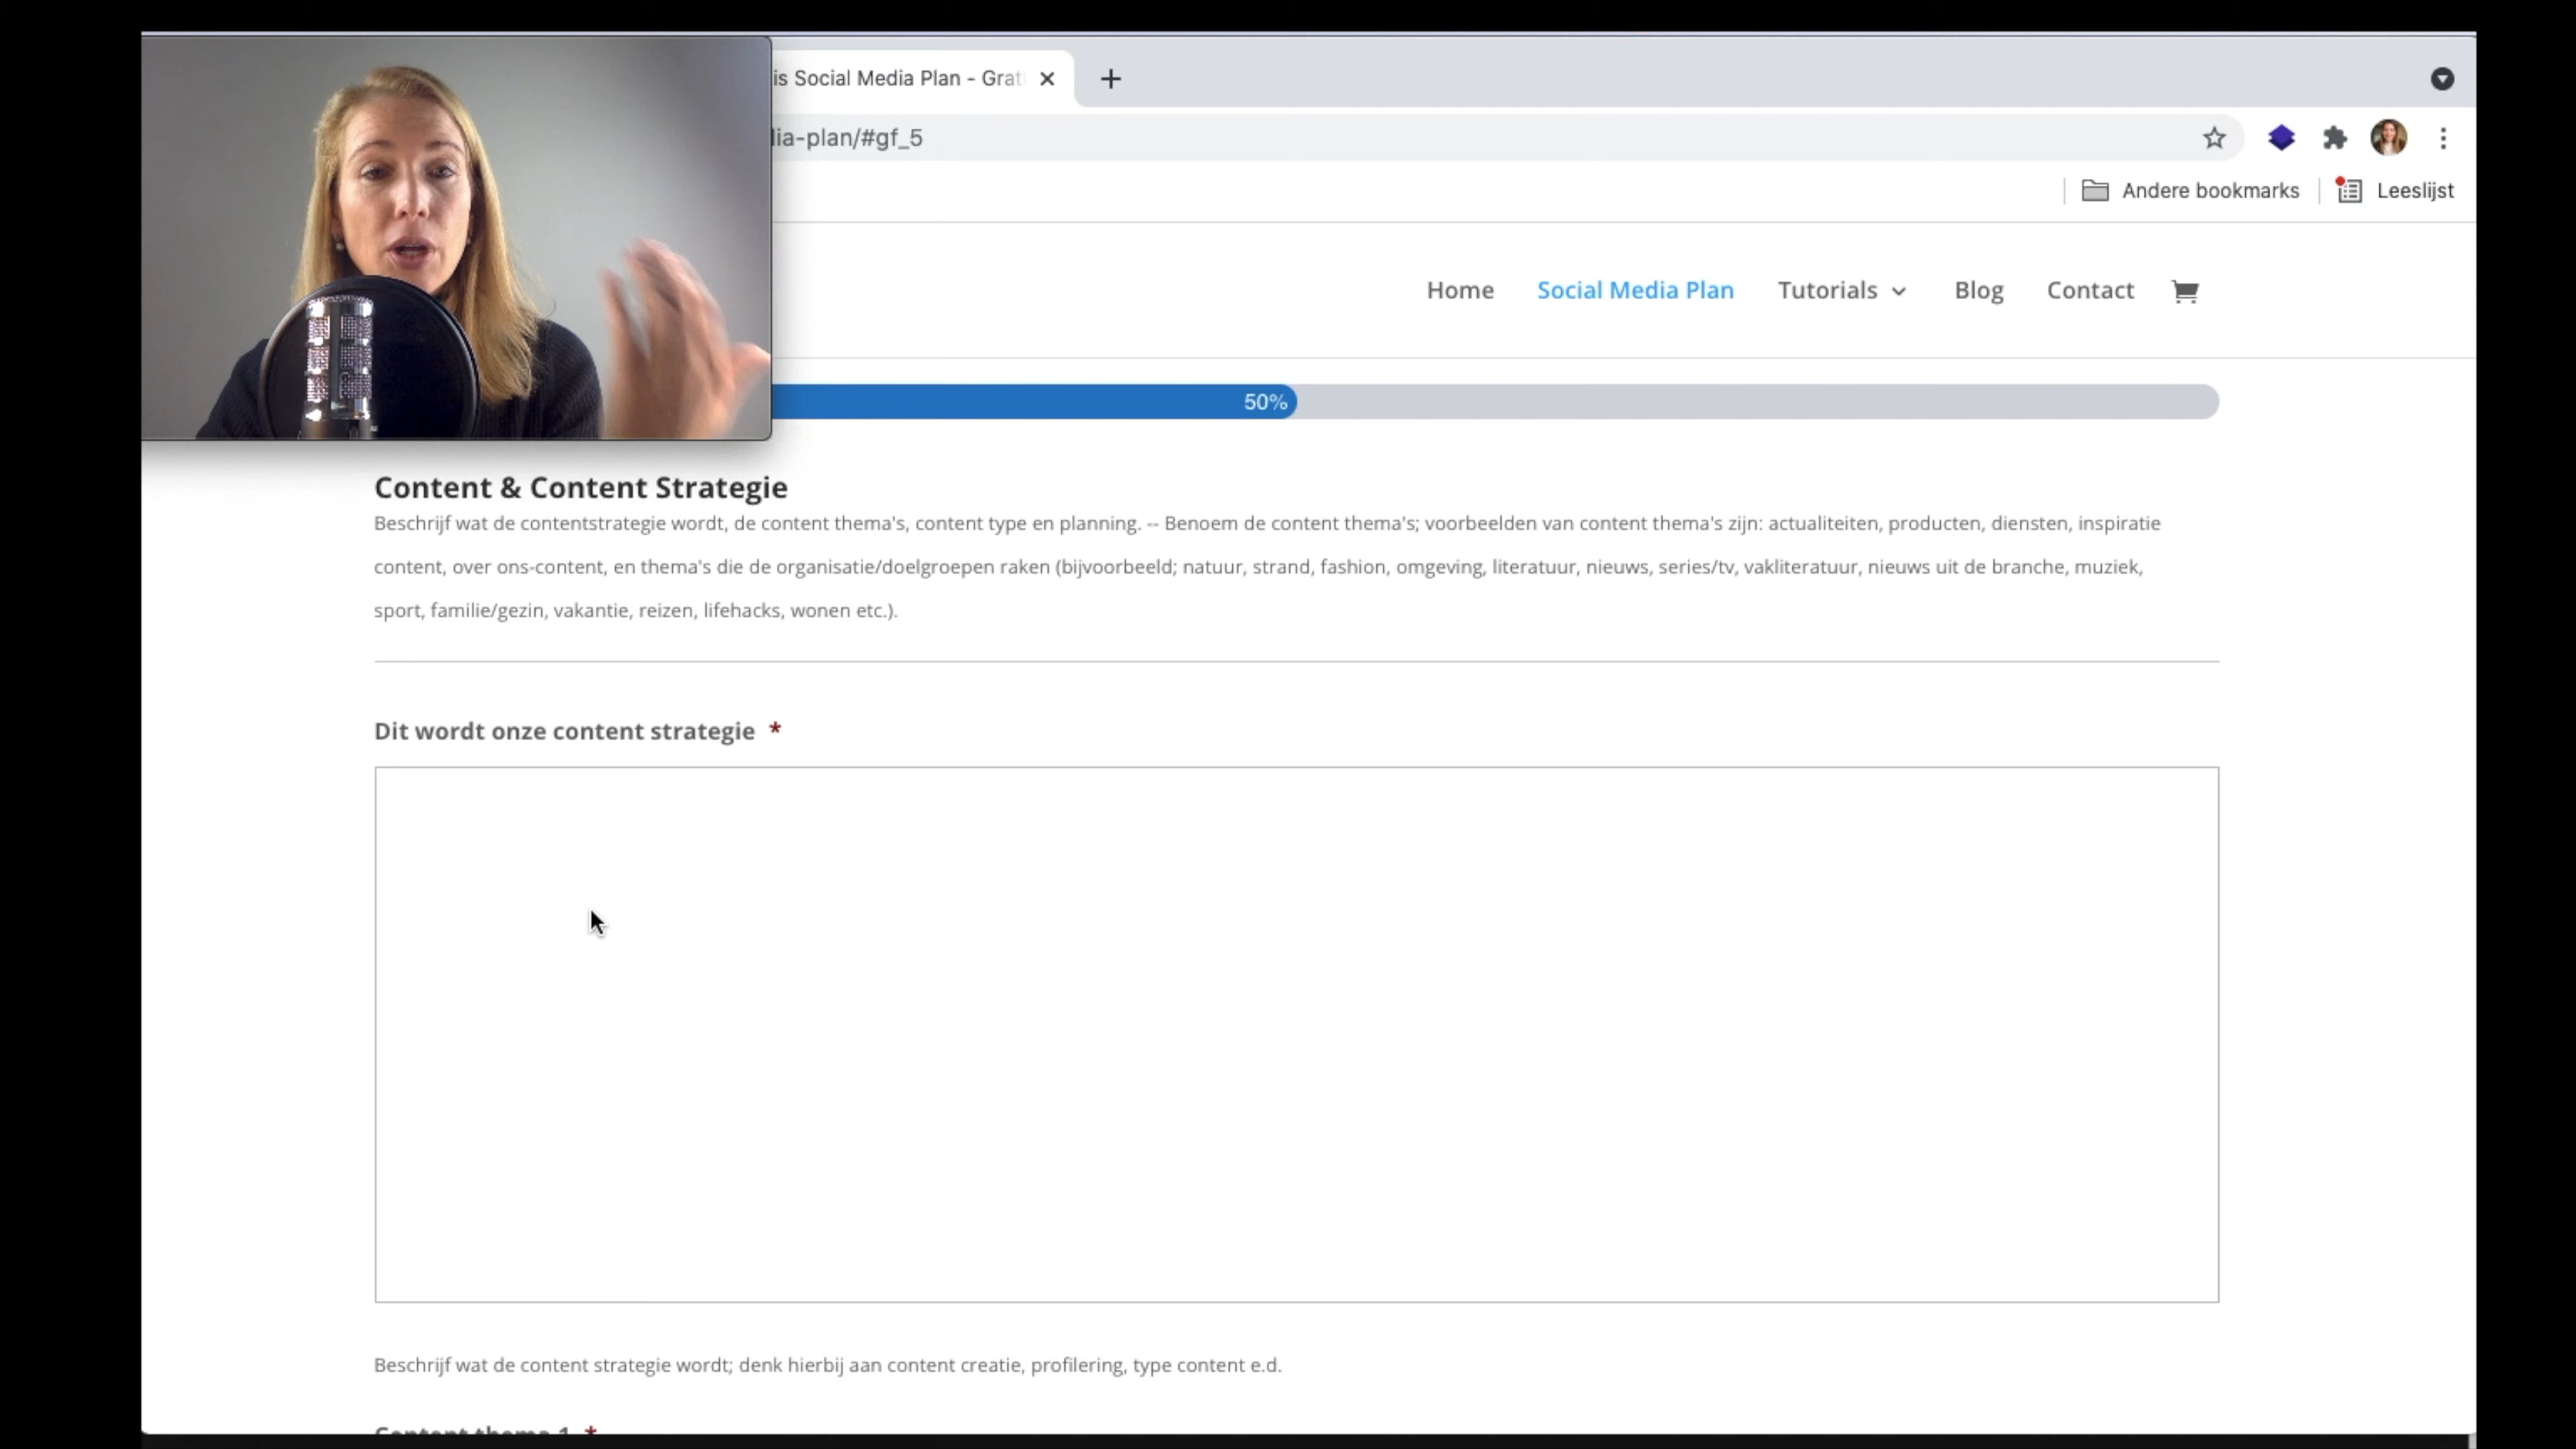 is Social Media Plan - Grati
ia-plan/#gf_5
Andere bookmarks
Leeslijst
Home
Social Media Plan
Tutorials
Blog
Contact
50%
Content & Content Strategie
Beschrijf wat de contentstrategie wordt, de content thema's, content type en planning. -- Benoem de content thema's; voorbeelden van content thema's zijn: actualiteiten, producten, diensten, inspiratie
content, over ons-content, en thema's die de organisatie/doelgroepen raken (bijvoorbeeld; natuur, strand, fashion, omgeving, literatuur, nieuws, series/tv, vakliteratuur, nieuws uit de branche, muziek,
sport, familie/gezin, vakantie, reizen, lifehacks, wonen etc.).
Dit wordt onze content strategie *
Beschrijf wat de content strategie wordt; denk hierbij aan content creatie, profilering, type content e.d.
Content thema 1 *